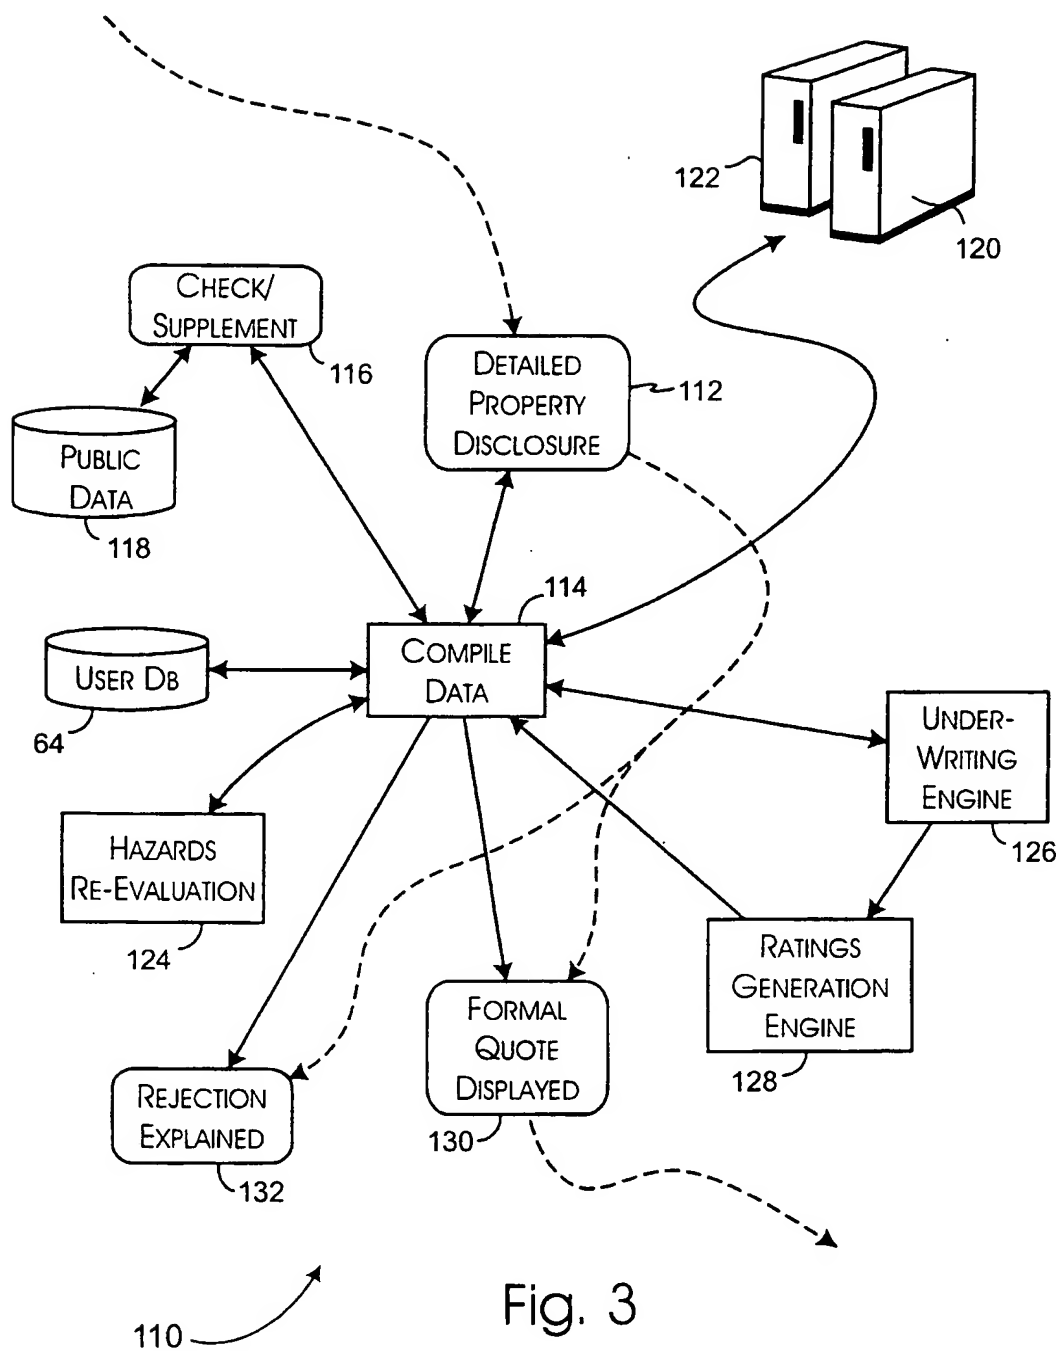 122
120
CHECK/
SUPPLEMENT
116
DETAILED
PROPERTY
DISCLOSURE
112
PUBLIC
DATA
118
114
COMPILE
DATA
USER DB
64
UNDER-
WRITING
ENGINE
126
HAZARDS
RE-EVALUATION
124
RATINGS
GENERATION
ENGINE
128
FORMAL
QUOTE
DISPLAYED
130
REJECTION
EXPLAINED
132
Fig. 3
110